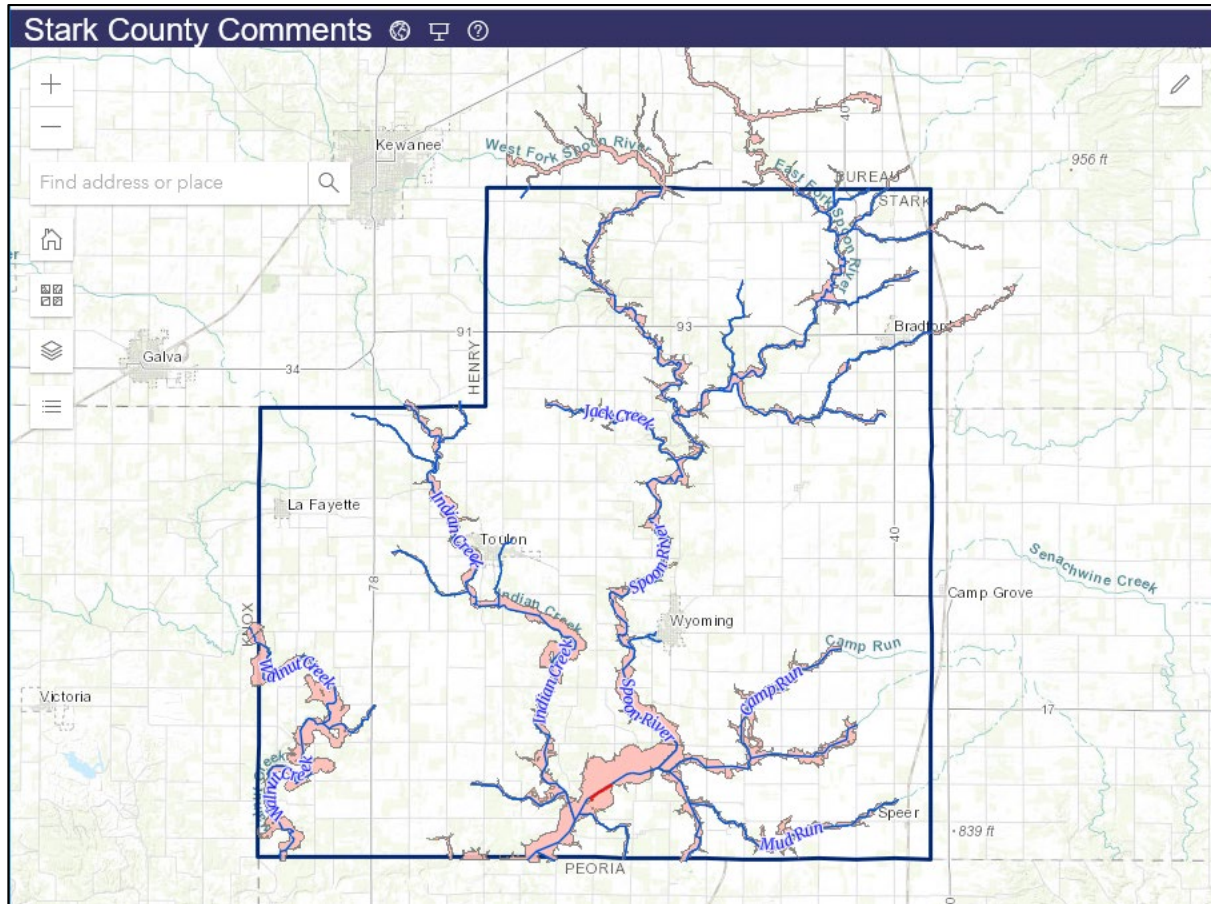 Stark County Comments
+
−
Find address or place
Kewanee
West Fork Spoon River
40
956 ft
East Fork Spoon River
BUREAU
STARK
Galva
34
91
HENRY
93
Bradford
Jack Creek
La Fayette
Indian Creek
Toulon
Spoon River
40
78
Indian Creek
Senachwine Creek
Camp Grove
KNOX
Wyoming
Walnut Creek
Indian Creek
Spoon River
Camp Run
Camp Run
Victoria
17
Walnut Creek
Speer
Mud Run
839 ft
PEORIA